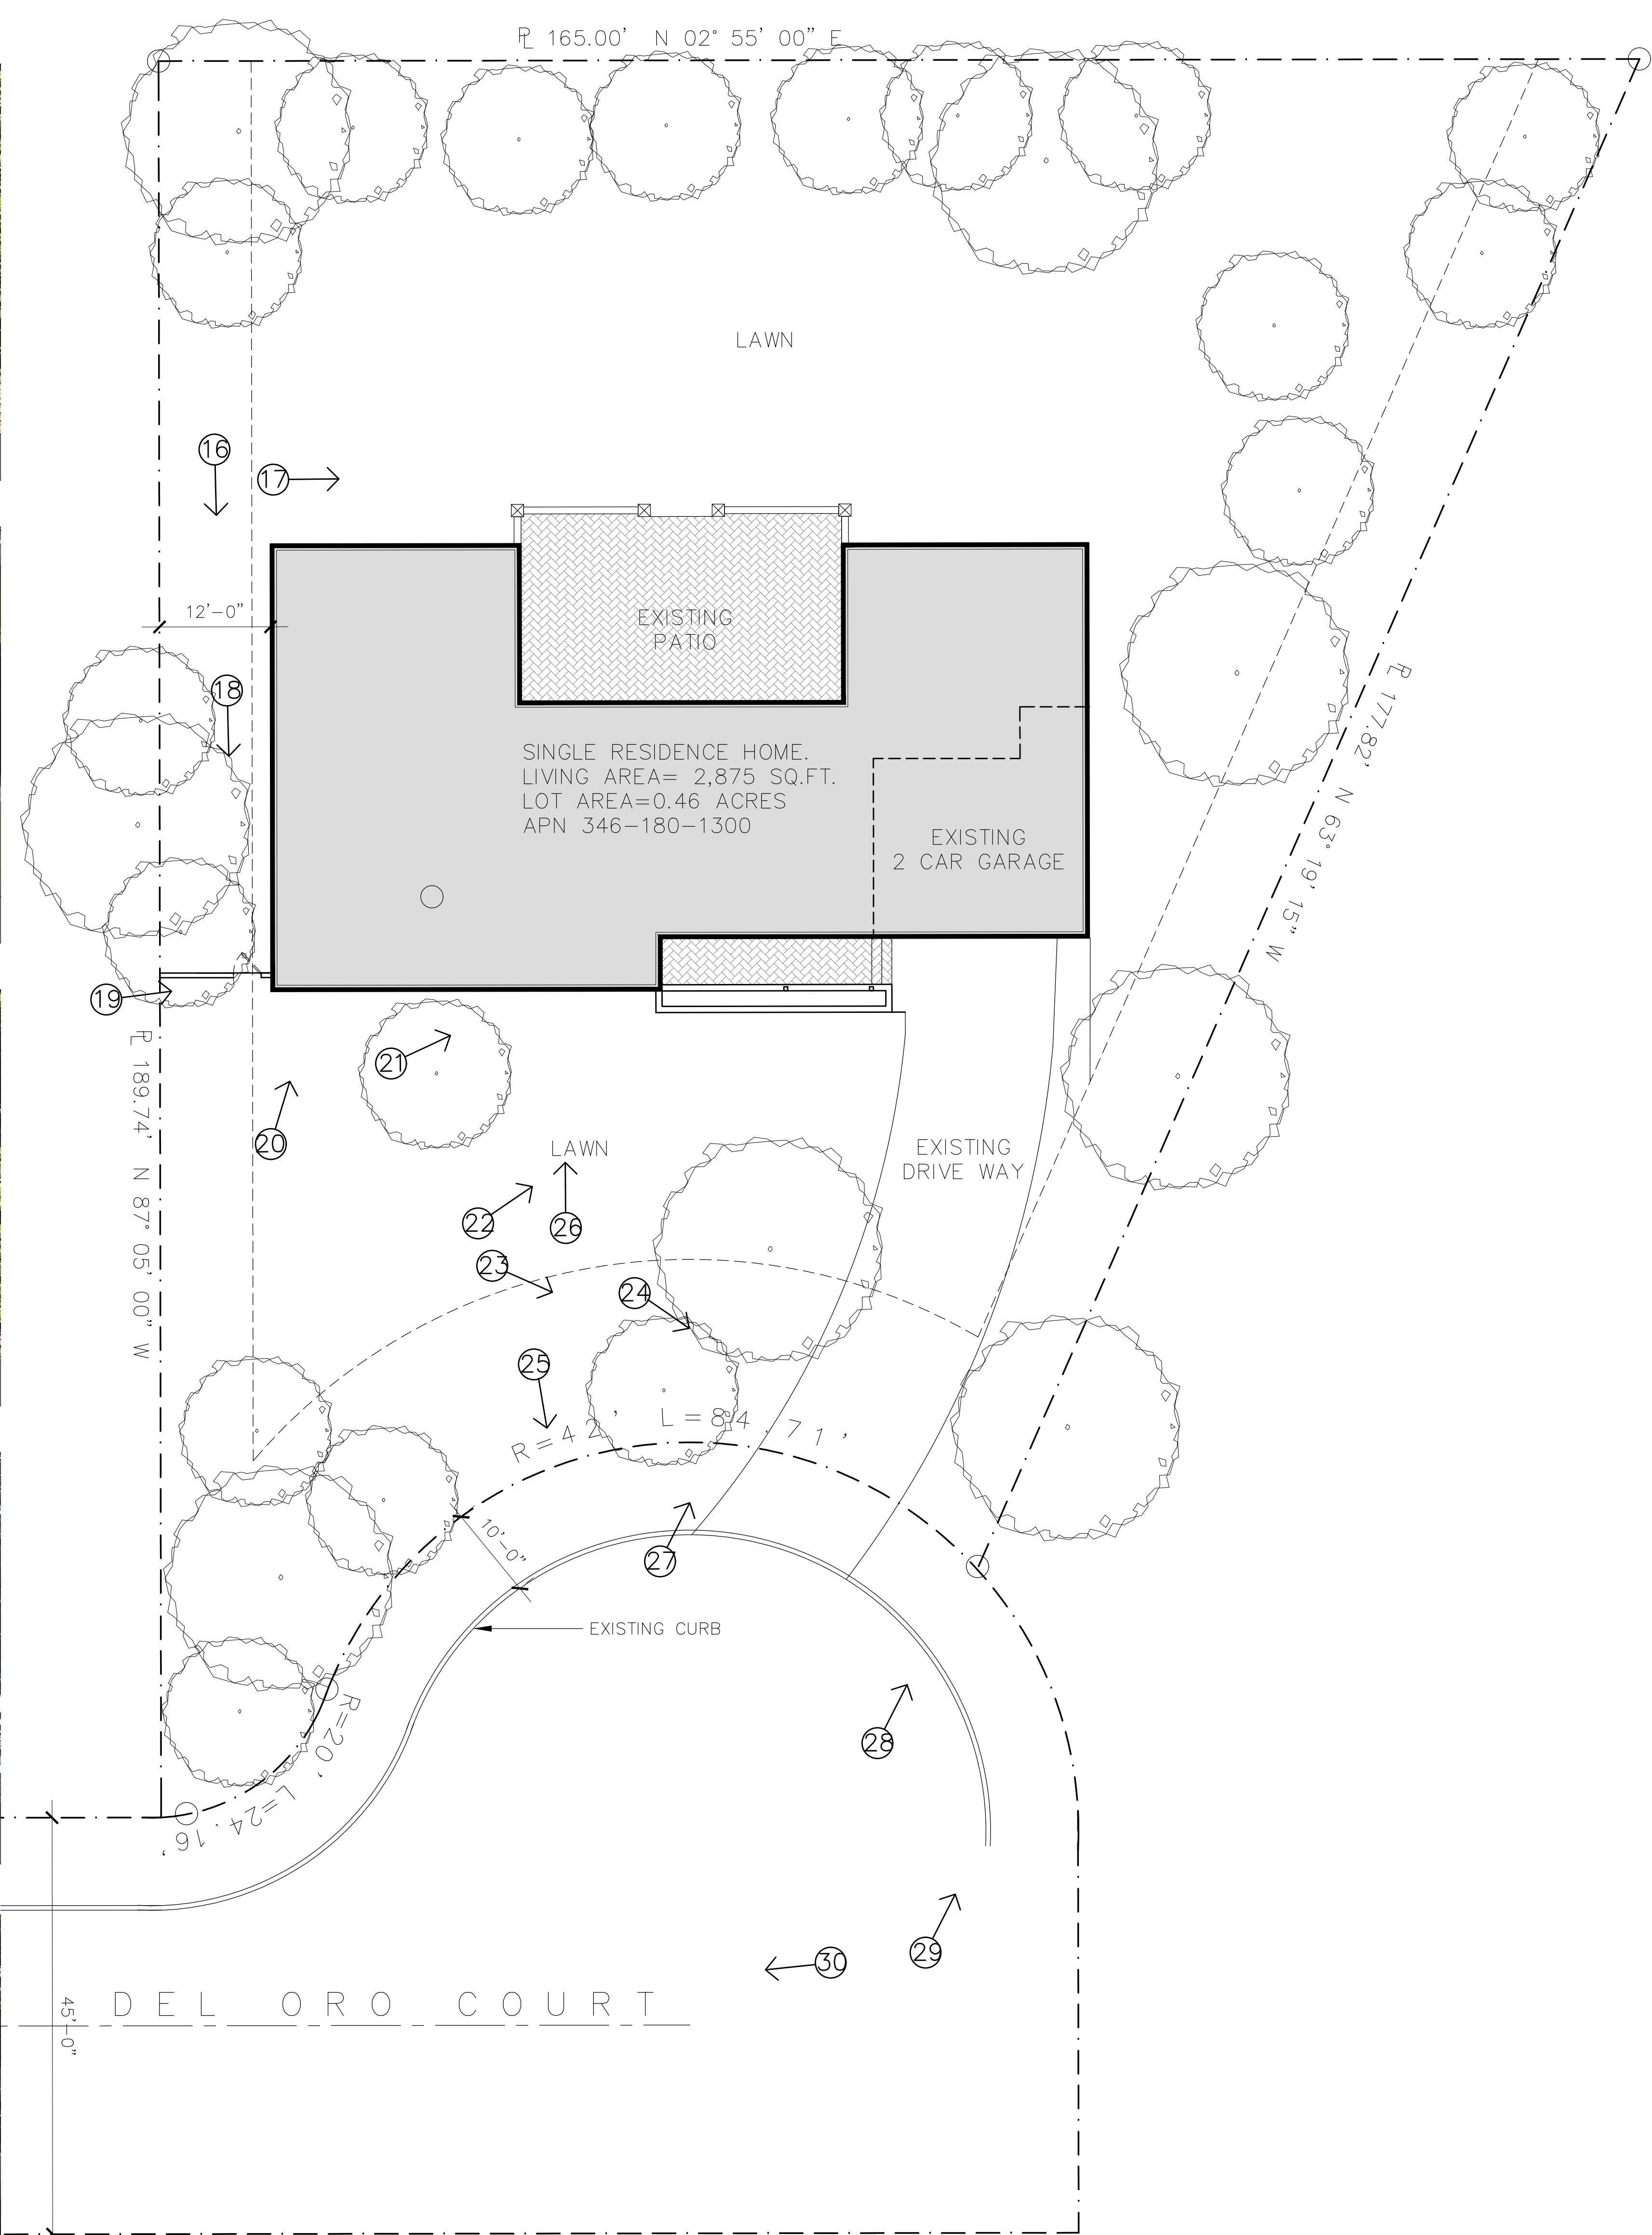 PL 165.00' N 02° 55' 00" E
LAWN
16
17
12'-0"
EXISTING
PATIO
18
PL 177.82' N 63° 19' 15" W
SINGLE RESIDENCE HOME.
LIVING AREA= 2,875 SQ.FT.
LOT AREA=0.46 ACRES
APN 346-180-1300
EXISTING
2 CAR GARAGE
19
PL 189.74' N 87° 05' 00" W
21
20
LAWN
EXISTING
DRIVE WAY
22
26
23
24
25
R=42' L=84.71'
10'-0"
27
EXISTING CURB
R=20' L=24.16'
28
29
30
DEL ORO COURT
45'-0"